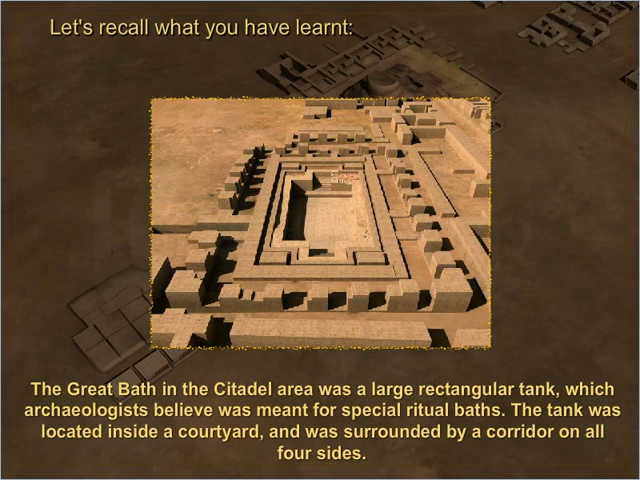 Let's recall what you have learnt:
The Great Bath in the Citadel area was a large rectangular tank, which
archaeologists believe was meant for special ritual baths. The tank was
located inside a courtyard, and was surrounded by a corridor on all
four sides.